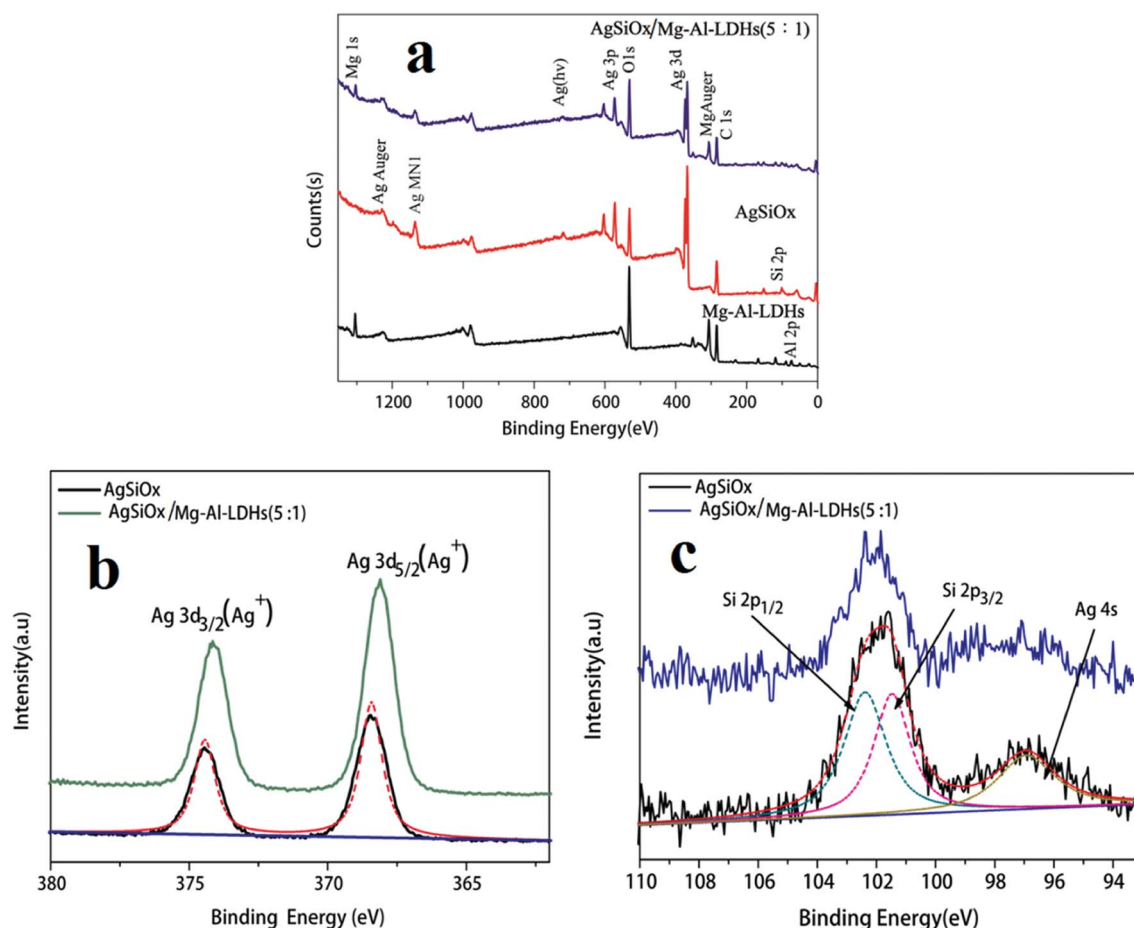 a
AgSiOx/Mg-Al-LDHs(5 : 1)
Mg 1s
Ag(hv)
Ag 3p
O1s
Ag 3d
MgAuger
C 1s
Ag Auger
Ag MN1
AgSiOx
Si 2p
Mg-Al-LDHs
Al 2p
Counts(s)
1200 1000 800 600 400 200 0
Binding Energy(eV)
AgSiOx
AgSiOx/Mg-Al-LDHs(5:1)
b
Ag 3d3/2(Ag+)
Ag 3d5/2(Ag+)
Intensity(a.u)
380 375 370 365
Binding Energy (eV)
AgSiOx
AgSiOx/Mg-Al-LDHs(5:1)
c
Si 2p1/2
Si 2p3/2
Ag 4s
Intensity(a.u)
110 108 106 104 102 100 98 96 94
Binding Energy(eV)